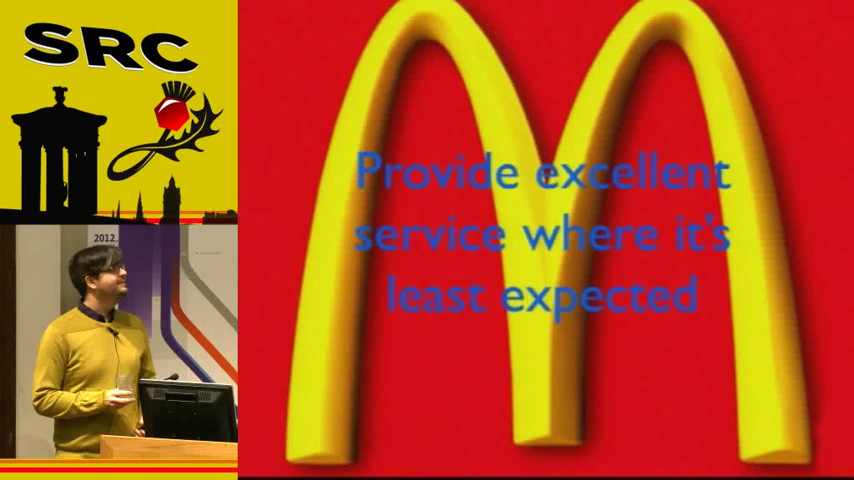 SRC
2012
Provide excellent
service where it's
least expected